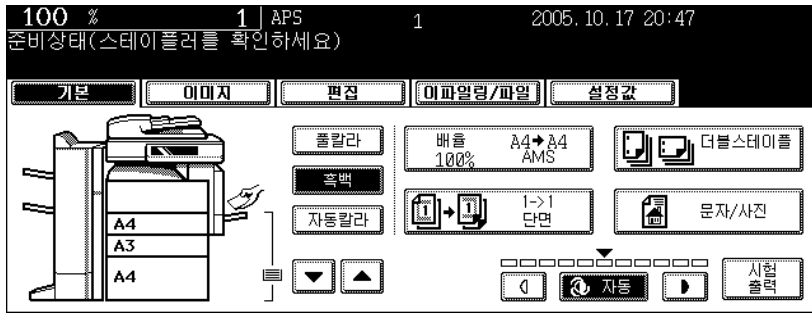 100 % 1 APS 1 2005.10.17 20:47
준비상태(스테이플러를 확인하세요)
기본 이미지 편집 이파일링/파일 설정값
풀칼라
흑백
자동칼라
배율 A4→A4
100% AMS
더블스테이플
1 1
1->1
단면
문자/사진
A4
A3
A4
자동
시험
출력